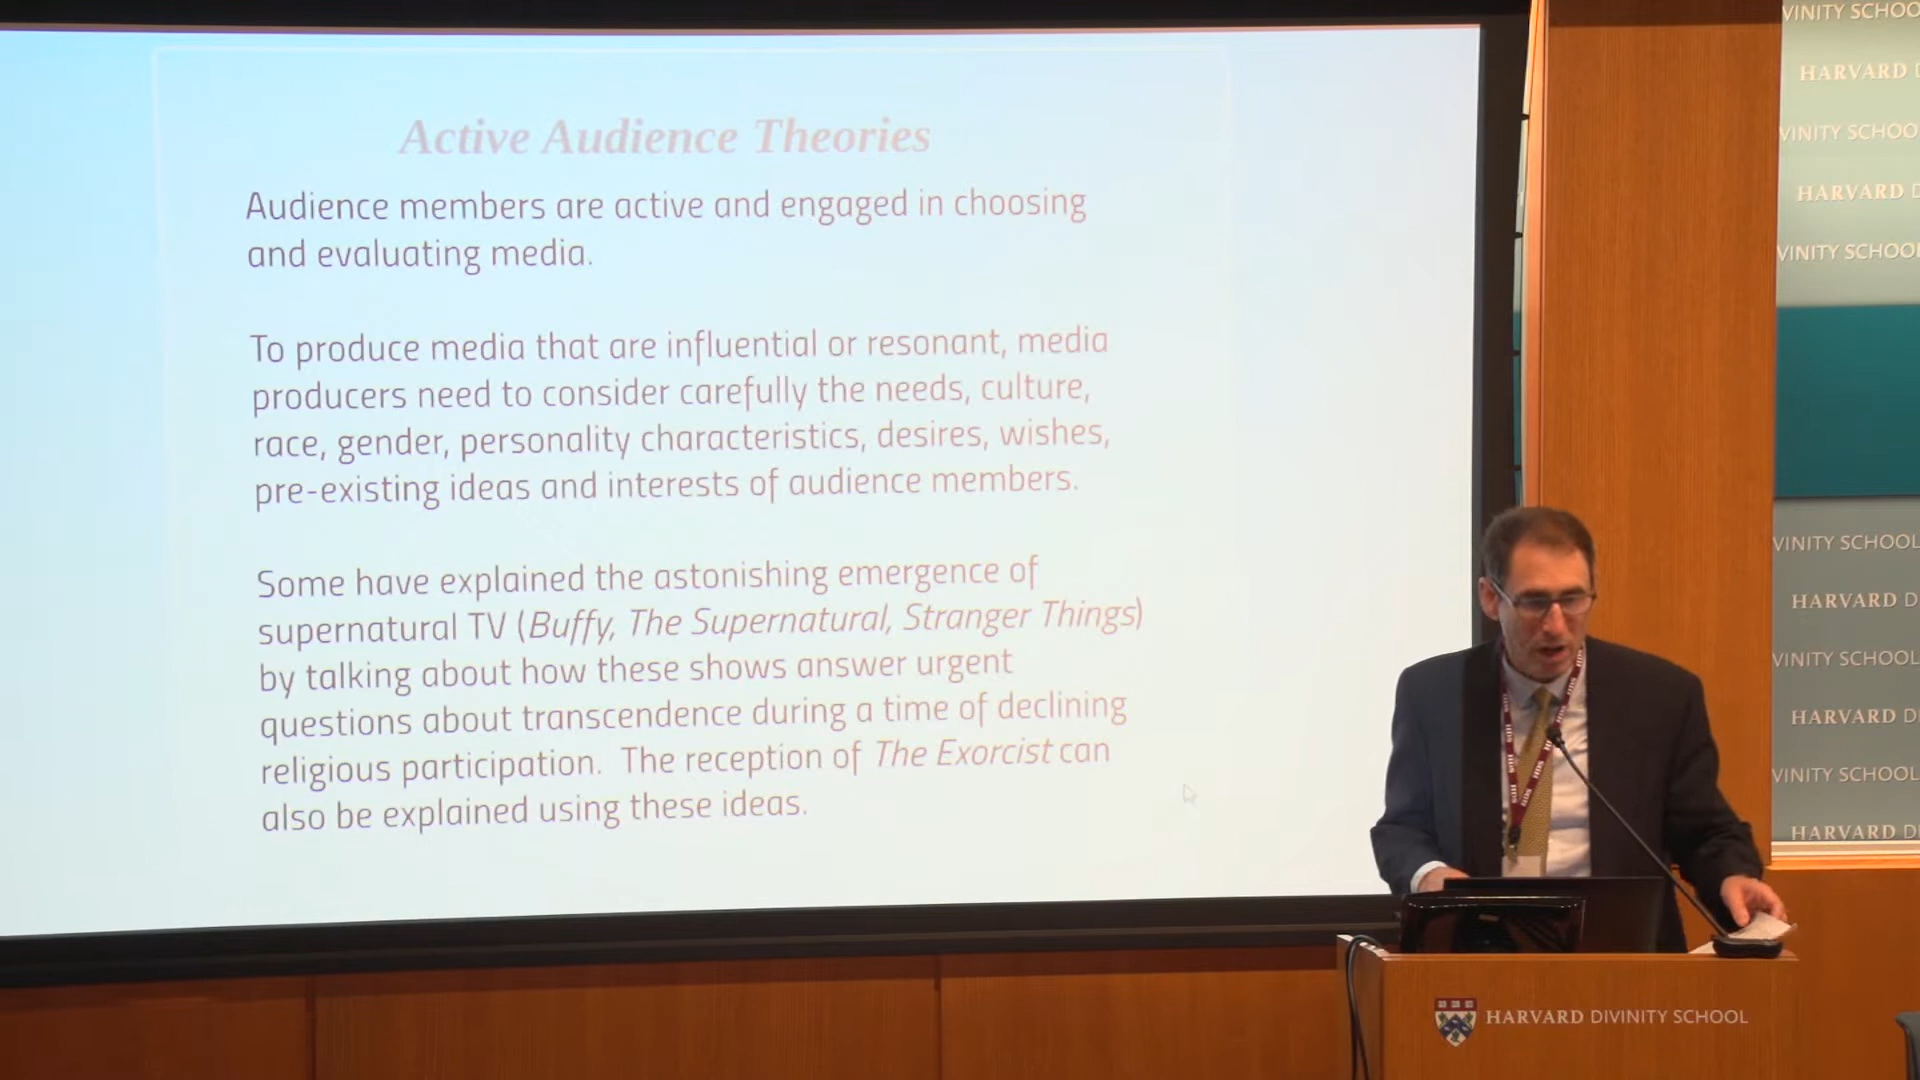 Active Audience Theories
Audience members are active and engaged in choosing
and evaluating media.
To produce media that are influential or resonant, media
producers need to consider carefully the needs, culture,
race, gender, personality characteristics, desires, wishes,
pre-existing ideas and interests of audience members.
Some have explained the astonishing emergence of
supernatural TV (Buffy, The Supernatural, Stranger Things)
by talking about how these shows answer urgent
questions about transcendence during a time of declining
religious participation.  The reception of The Exorcist can
also be explained using these ideas.
VINITY SCHOO
HARVARD D
VINITY SCHOO
HARVARD D
VINITY SCHOOL
VINITY SCHOOL
HARVARD D
VINITY SCHOOL
HARVARD DI
VINITY SCHOOL
HARVARD DI
HARVARD DIVINITY SCHOOL